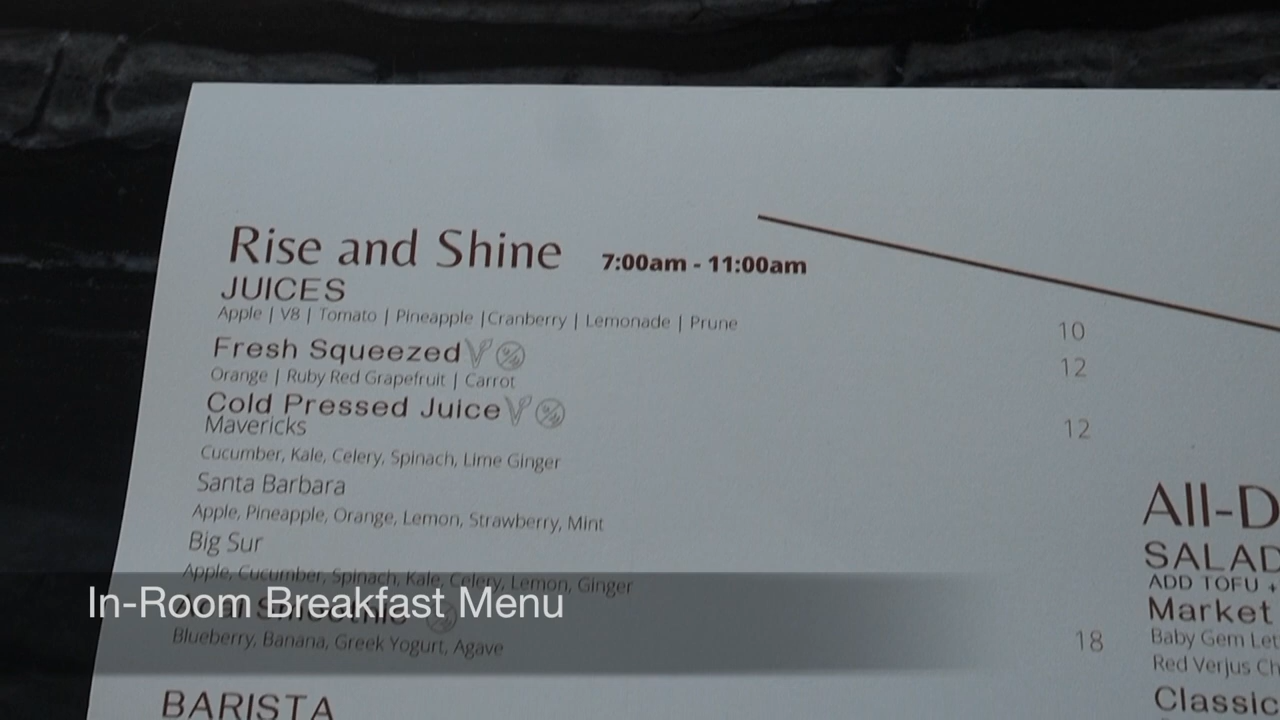 Rise and Shine 7:00am - 11:00am
JUICES
Apple | V8 | Tomato | Pineapple |Cranberry | Lemonade | Prune 10
Fresh Squeezed 12
Orange | Ruby Red Grapefruit | Carrot
Cold Pressed Juice 12
Mavericks
Cucumber, Kale, Celery, Spinach, Lime Ginger
Santa Barbara
Apple, Pineapple, Orange, Lemon, Strawberry, Mint
Big Sur
Apple, Cucumber, Spinach, Kale, Celery, Lemon, Ginger
In-Room Breakfast Menu
Acai Smoothie
Blueberry, Banana, Greek Yogurt, Agave 18
BARISTA
All-D
SALAD
ADD TOFU +
Market
Baby Gem Let
Red Verjus Ch
Classic